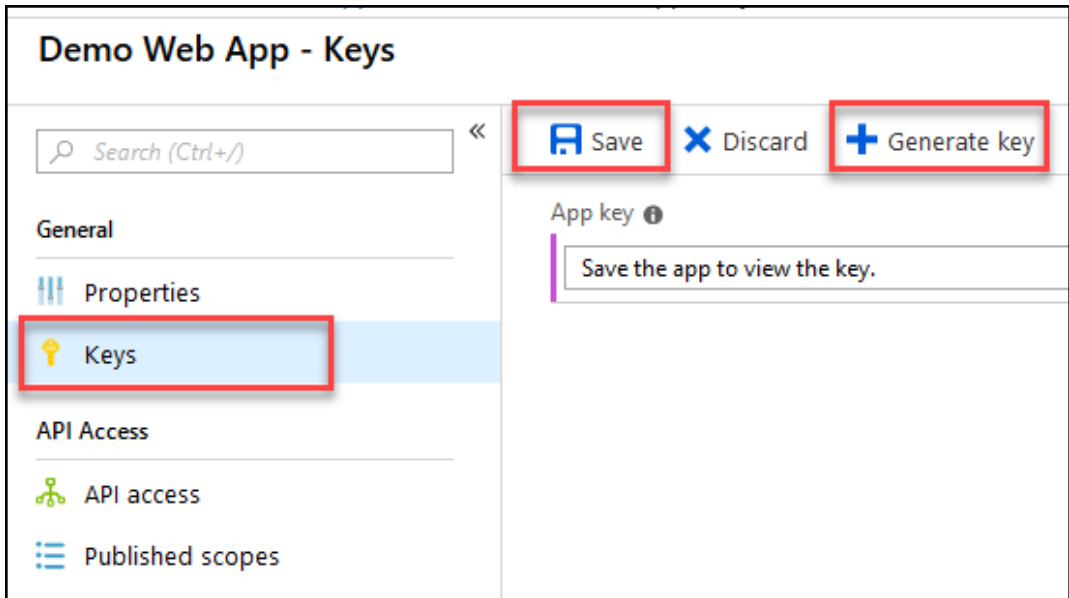 Demo Web App - Keys
Search (Ctrl+/)
«
Save
Discard
Generate key
General
Properties
Keys
API Access
API access
Published scopes
App key
Save the app to view the key.